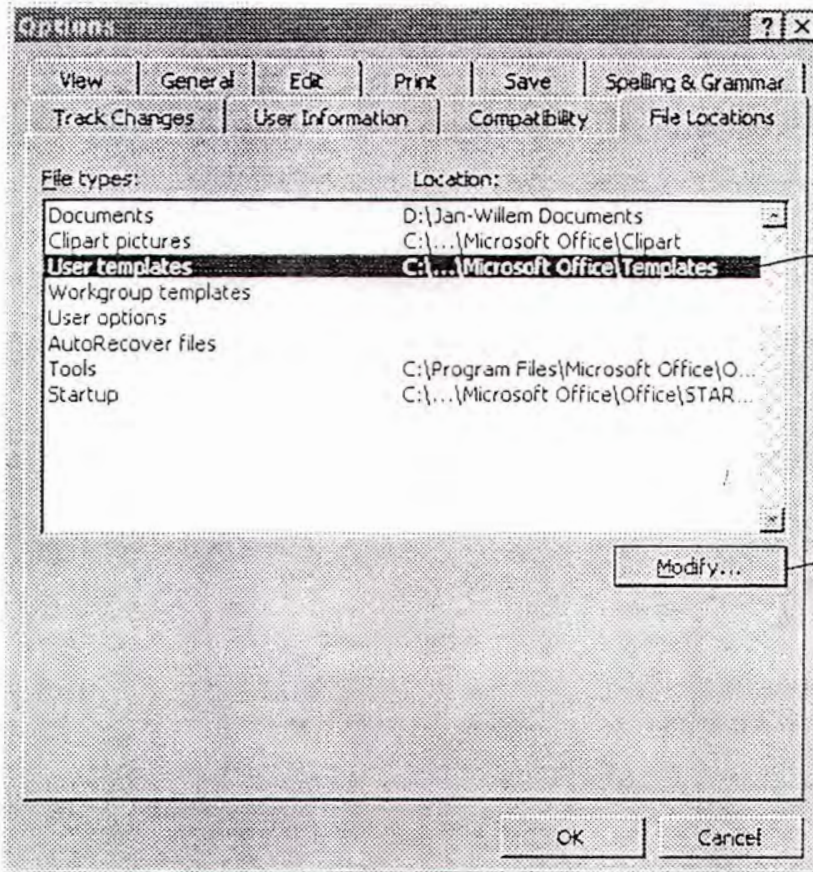 Options ? ×
View General Edit Print Save Spelling & Grammar
Track Changes User Information Compatibility File Locations
File types: Location:
Documents D:\Jan-Willem Documents
Clipart pictures C:\...\Microsoft Office\Clipart
User templates C:\...\Microsoft Office\Templates
Workgroup templates
User options
AutoRecover files
Tools C:\Program Files\Microsoft Office\O...
Startup C:\...\Microsoft Office\Office\STAR...
Modify...
OK Cancel